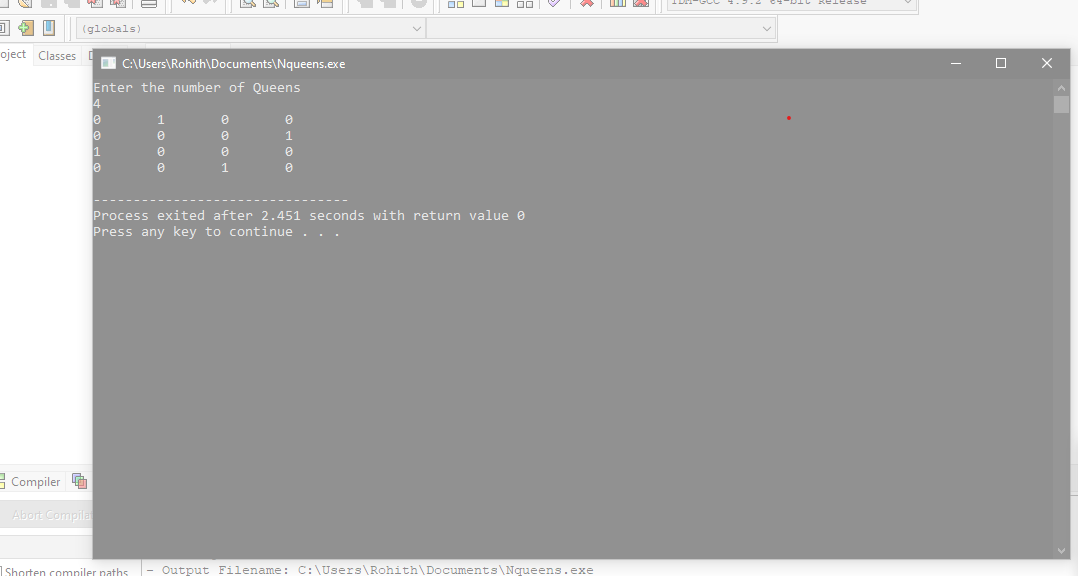 TDM-GCC 4.9.2 64-bit Release
(globals)
oject Classes
C:\Users\Rohith\Documents\Nqueens.exe
Enter the number of Queens
4
0 1 0 0
0 0 0 1
1 0 0 0
0 0 1 0
--------------------------------
Process exited after 2.451 seconds with return value 0
Press any key to continue . . .
Compiler
Abort Compila
Shorten compiler paths
- Output Filename: C:\Users\Rohith\Documents\Nqueens.exe